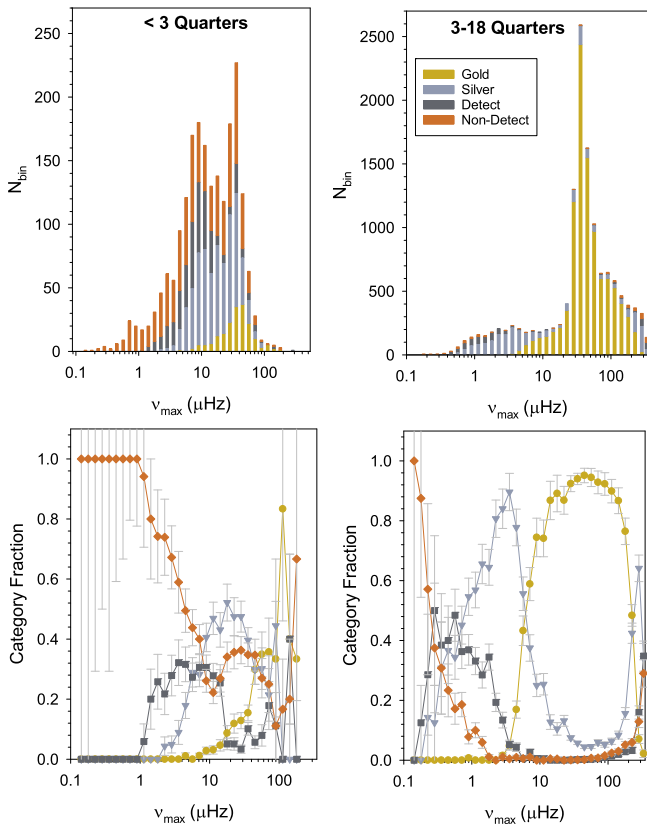 < 3 Quarters
250
200
150
100
50
0
N_bin
0.1 1 10 100
ν_max (μHz)
3-18 Quarters
Gold
Silver
Detect
Non-Detect
2500
2000
1500
1000
500
0
N_bin
0.1 1 10 100
ν_max (μHz)
1.0
0.8
0.6
0.4
0.2
0.0
Category Fraction
0.1 1 10 100
ν_max (μHz)
1.0
0.8
0.6
0.4
0.2
0.0
Category Fraction
0.1 1 10 100
ν_max (μHz)